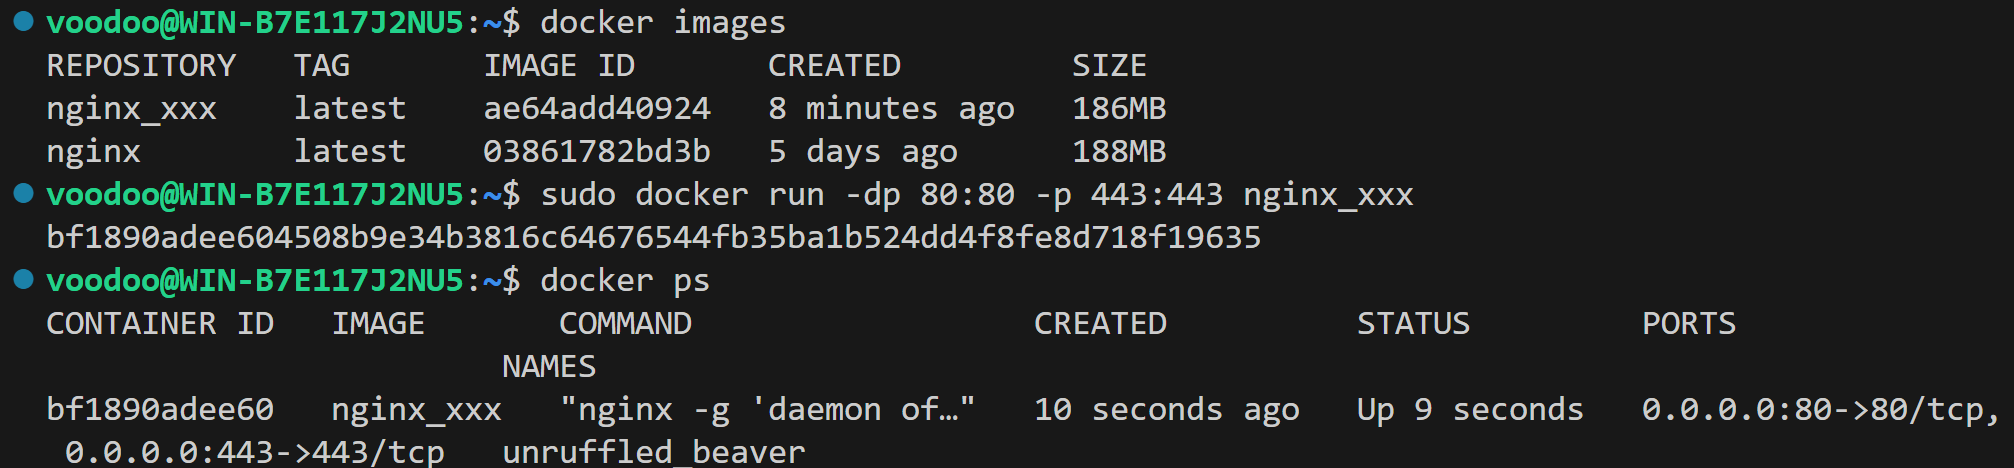 voodoo@WIN-B7E117J2NU5:~$ docker images
REPOSITORY   TAG       IMAGE ID       CREATED         SIZE
nginx_xxx    latest    ae64add40924   8 minutes ago   186MB
nginx        latest    03861782bd3b   5 days ago      188MB
voodoo@WIN-B7E117J2NU5:~$ sudo docker run -dp 80:80 -p 443:443 nginx_xxx
bf1890adee604508b9e34b3816c64676544fb35ba1b524dd4f8fe8d718f19635
voodoo@WIN-B7E117J2NU5:~$ docker ps
CONTAINER ID   IMAGE       COMMAND                  CREATED          STATUS         PORTS
                        NAMES
bf1890adee60   nginx_xxx   "nginx -g 'daemon of…"   10 seconds ago   Up 9 seconds   0.0.0.0:80->80/tcp,
 0.0.0.0:443->443/tcp   unruffled_beaver